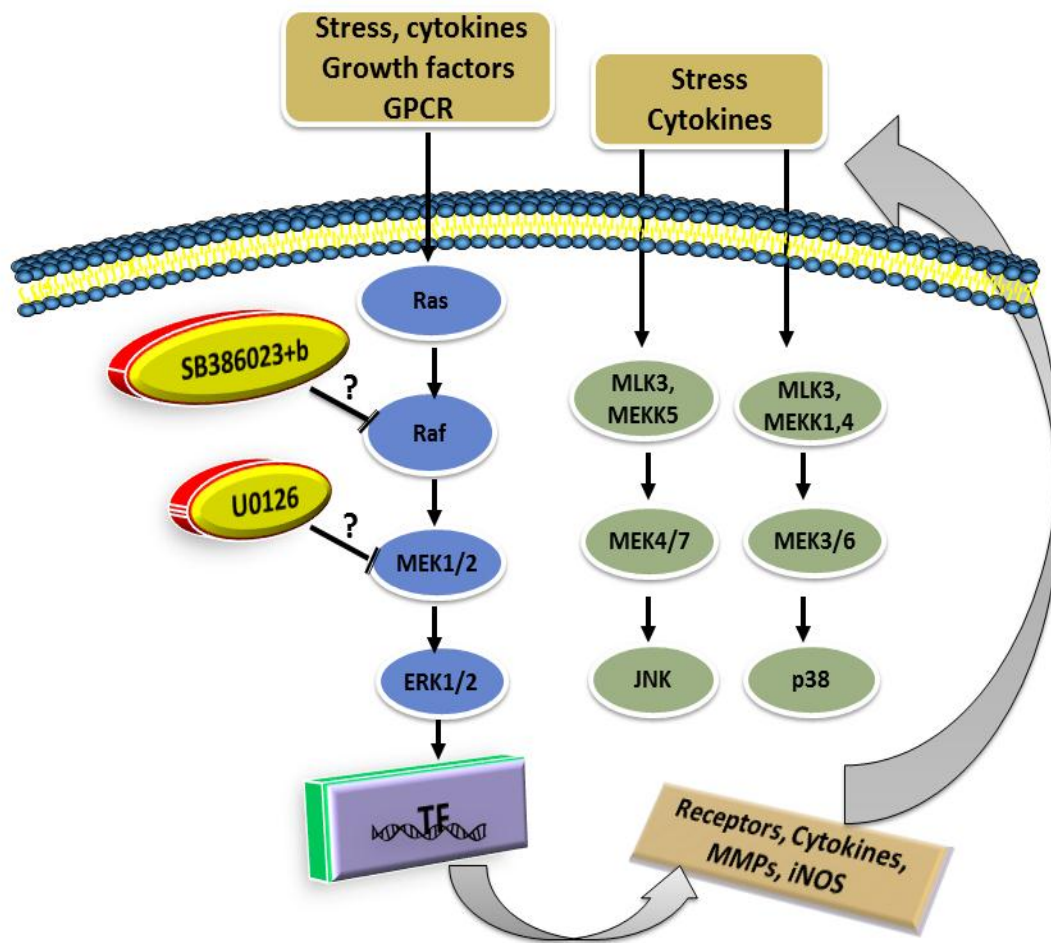 Stress, cytokines
Growth factors
GPCR
Stress
Cytokines
Ras
SB386023+b
?
Raf
MLK3,
MEKK5
MLK3,
MEKK1,4
U0126
?
MEK1/2
MEK4/7
MEK3/6
ERK1/2
JNK
p38
TF
Receptors, Cytokines,
MMPs, iNOS